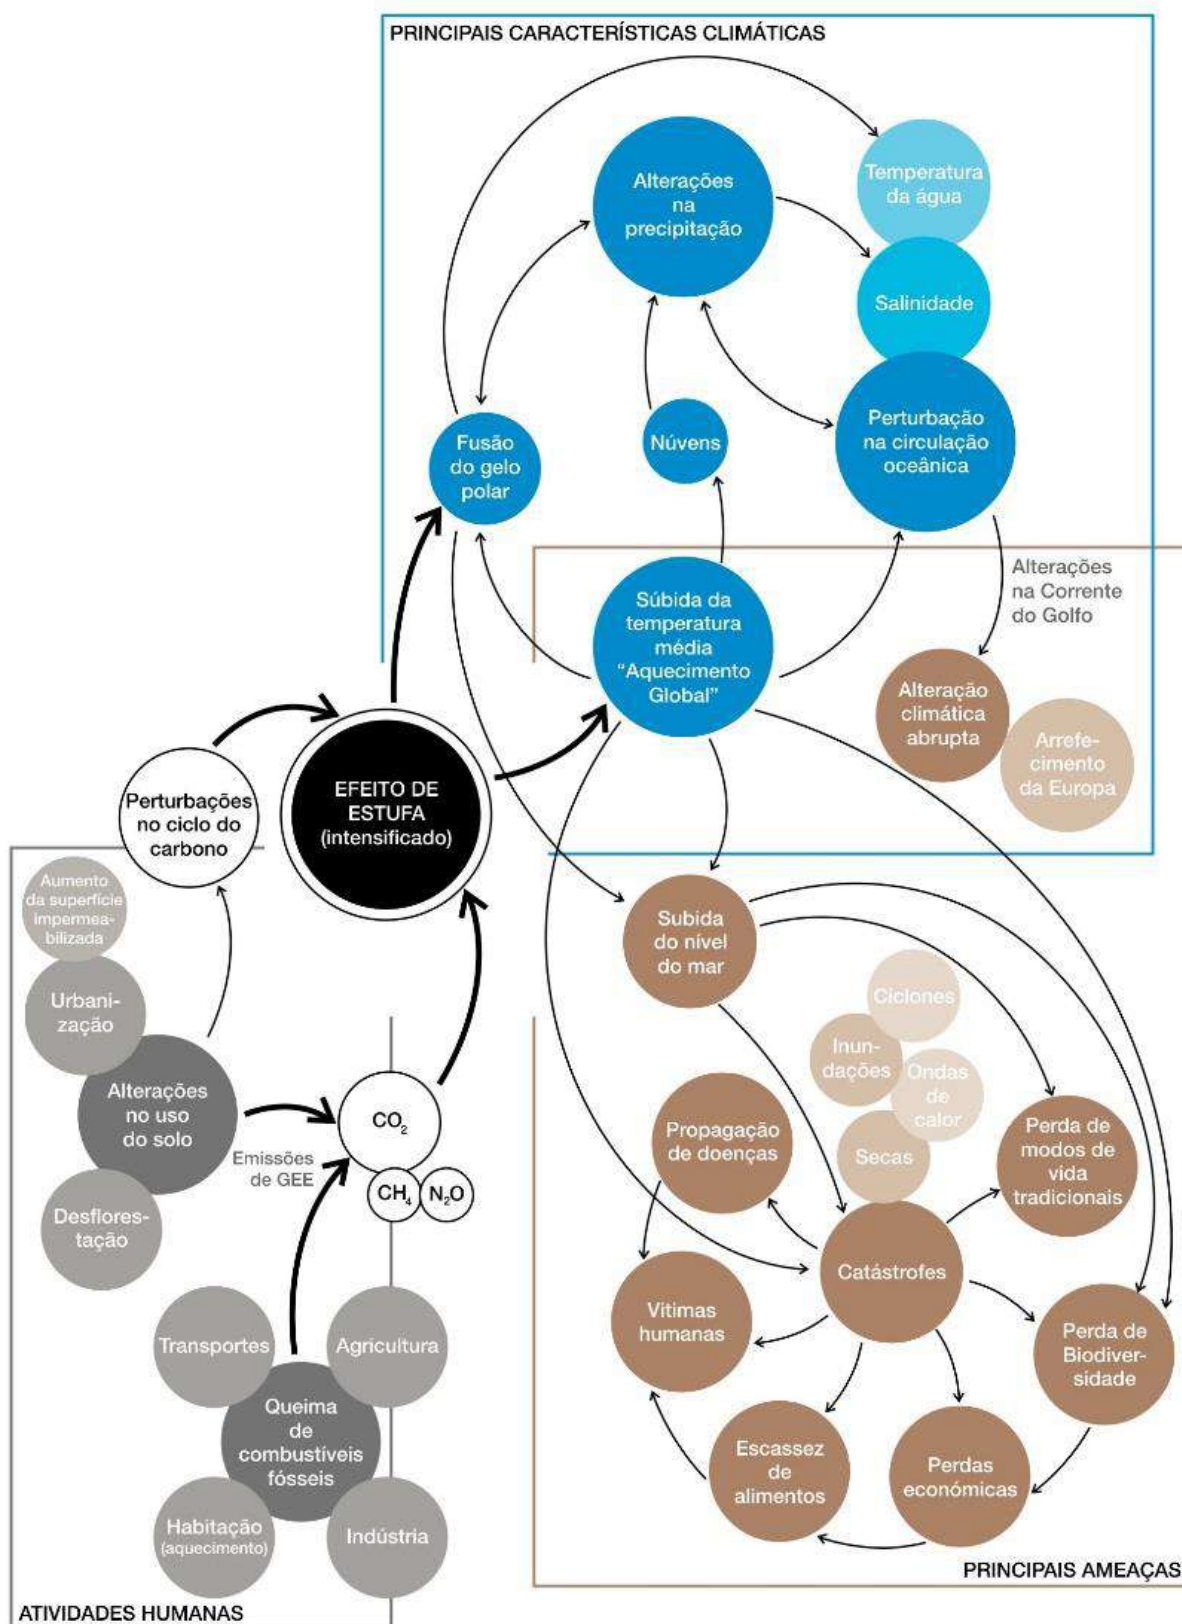 PRINCIPAIS CARACTERÍSTICAS CLIMÁTICAS
Temperatura
da água
Alterações
na
precipitação
Salinidade
Perturbação
na circulação
oceânica
Núvens
Fusão
do gelo
polar
Súbida da
temperatura
média
“Aquecimento
Global”
Alterações
na Corrente
do Golfo
Alteração
climática
abrupta
Arrefe-
cimento
da Europa
EFEITO DE
ESTUFA
(intensificado)
Perturbações
no ciclo do
carbono
Aumento
da superfície
impermea-
bilizada
Urbani-
zação
Alterações
no uso
do solo
Desflores-
tação
Emissões
de GEE
CO2
CH4
N2O
Transportes
Agricultura
Queima
de
combustíveis
fósseis
Habitação
(aquecimento)
Indústria
ATIVIDADES HUMANAS
Subida
do nível
do mar
Ciclones
Inun-
dações
Ondas
de
calor
Secas
Propagação
de doenças
Perda de
modos de
vida
tradicionais
Catástrofes
Vitimas
humanas
Perda de
Biodiver-
sidade
Escassez
de
alimentos
Perdas
económicas
PRINCIPAIS AMEAÇAS